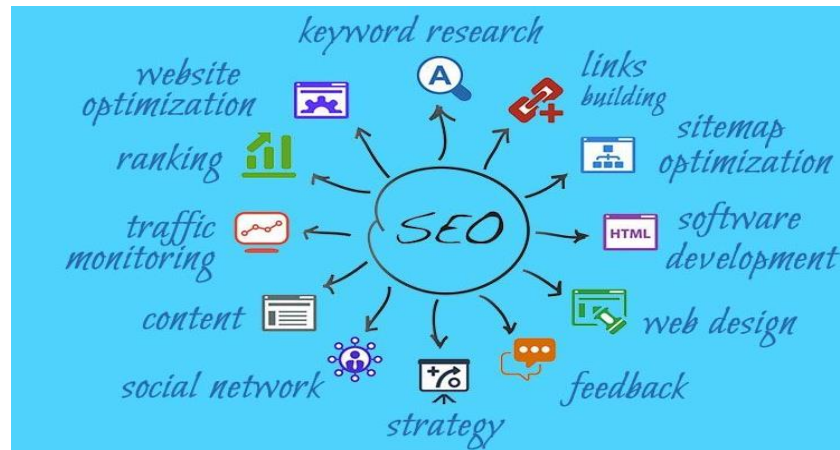 keyword research
website
optimization
A
links
building
ranking
sitemap
optimization
SEO
traffic
monitoring
HTML
software
development
content
web design
social network
feedback
strategy